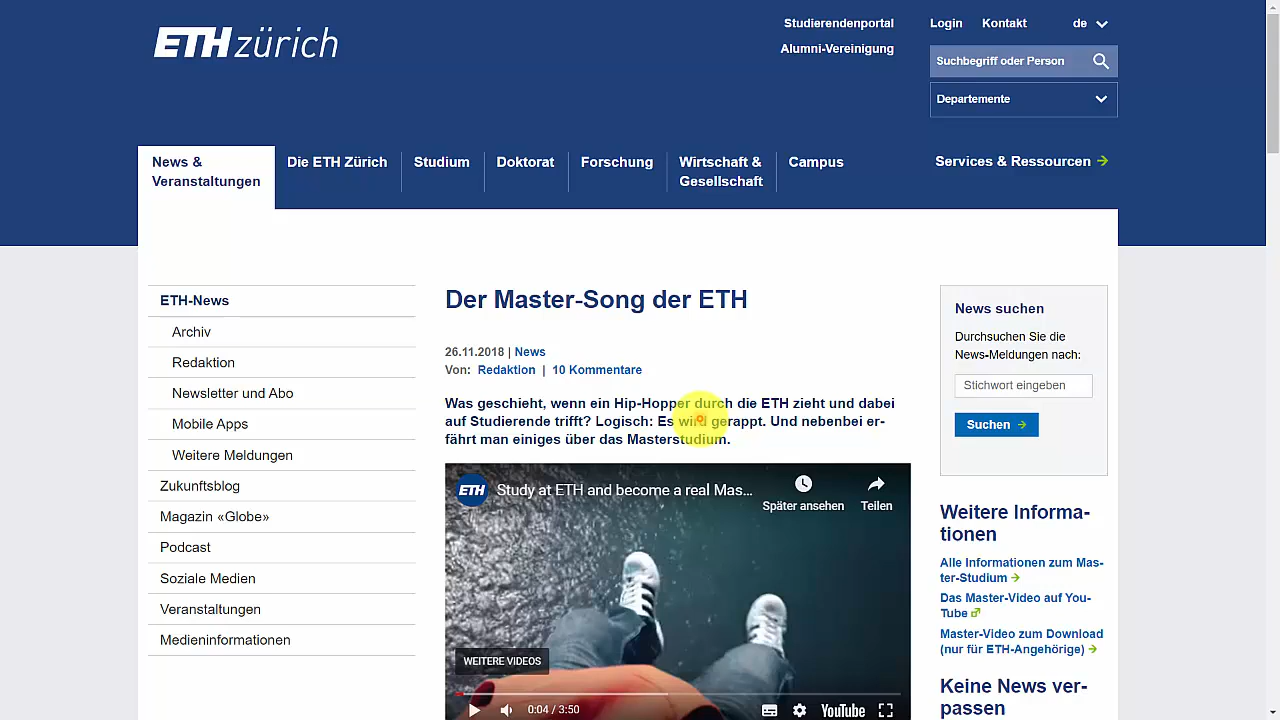 ETH zürich
Studierendenportal
Alumni-Vereinigung
Login
Kontakt
de
Suchbegriff oder Person
Departemente
News &
Veranstaltungen
Die ETH Zürich
Studium
Doktorat
Forschung
Wirtschaft &
Gesellschaft
Campus
Services & Ressourcen
ETH-News
Archiv
Redaktion
Newsletter und Abo
Mobile Apps
Weitere Meldungen
Zukunftsblog
Magazin «Globe»
Podcast
Soziale Medien
Veranstaltungen
Medieninformationen
Der Master-Song der ETH
26.11.2018 | News
Von: Redaktion | 10 Kommentare
Was geschieht, wenn ein Hip-Hopper durch die ETH zieht und dabei
auf Studierende trifft? Logisch: Es wird gerappt. Und nebenbei er-
fährt man einiges über das Masterstudium.
ETH
Study at ETH and become a real Mas...
Später ansehen
Teilen
WEITERE VIDEOS
0:04 / 3:50
YouTube
News suchen
Durchsuchen Sie die
News-Meldungen nach:
Stichwort eingeben
Suchen
Weitere Informa-
tionen
Alle Informationen zum Mas-
ter-Studium
Das Master-Video auf You-
Tube
Master-Video zum Download
(nur für ETH-Angehörige)
Keine News ver-
passen